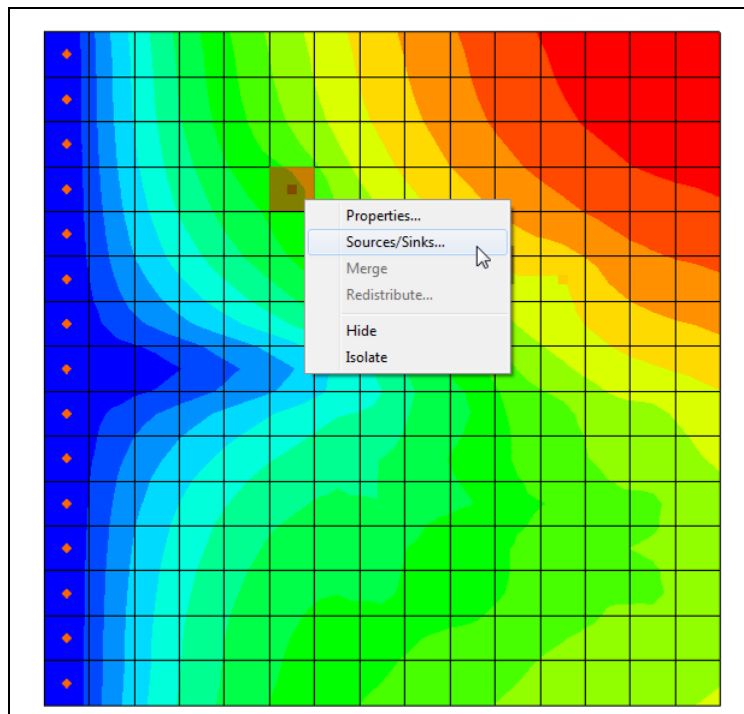 Properties...
Sources/Sinks...
Merge
Redistribute...
Hide
Isolate